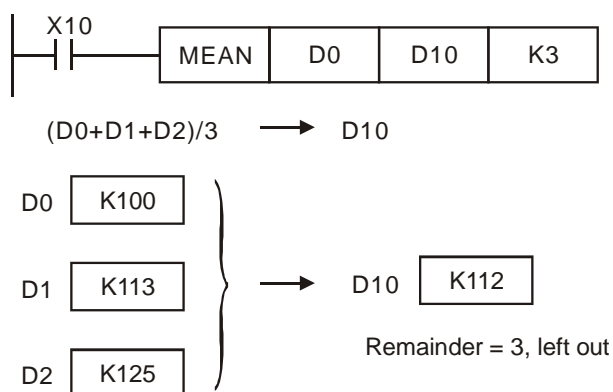 X10
MEAN D0 D10 K3
(D0+D1+D2)/3 D10
D0 K100
D1 K113 D10 K112
Remainder = 3, left out
D2 K125